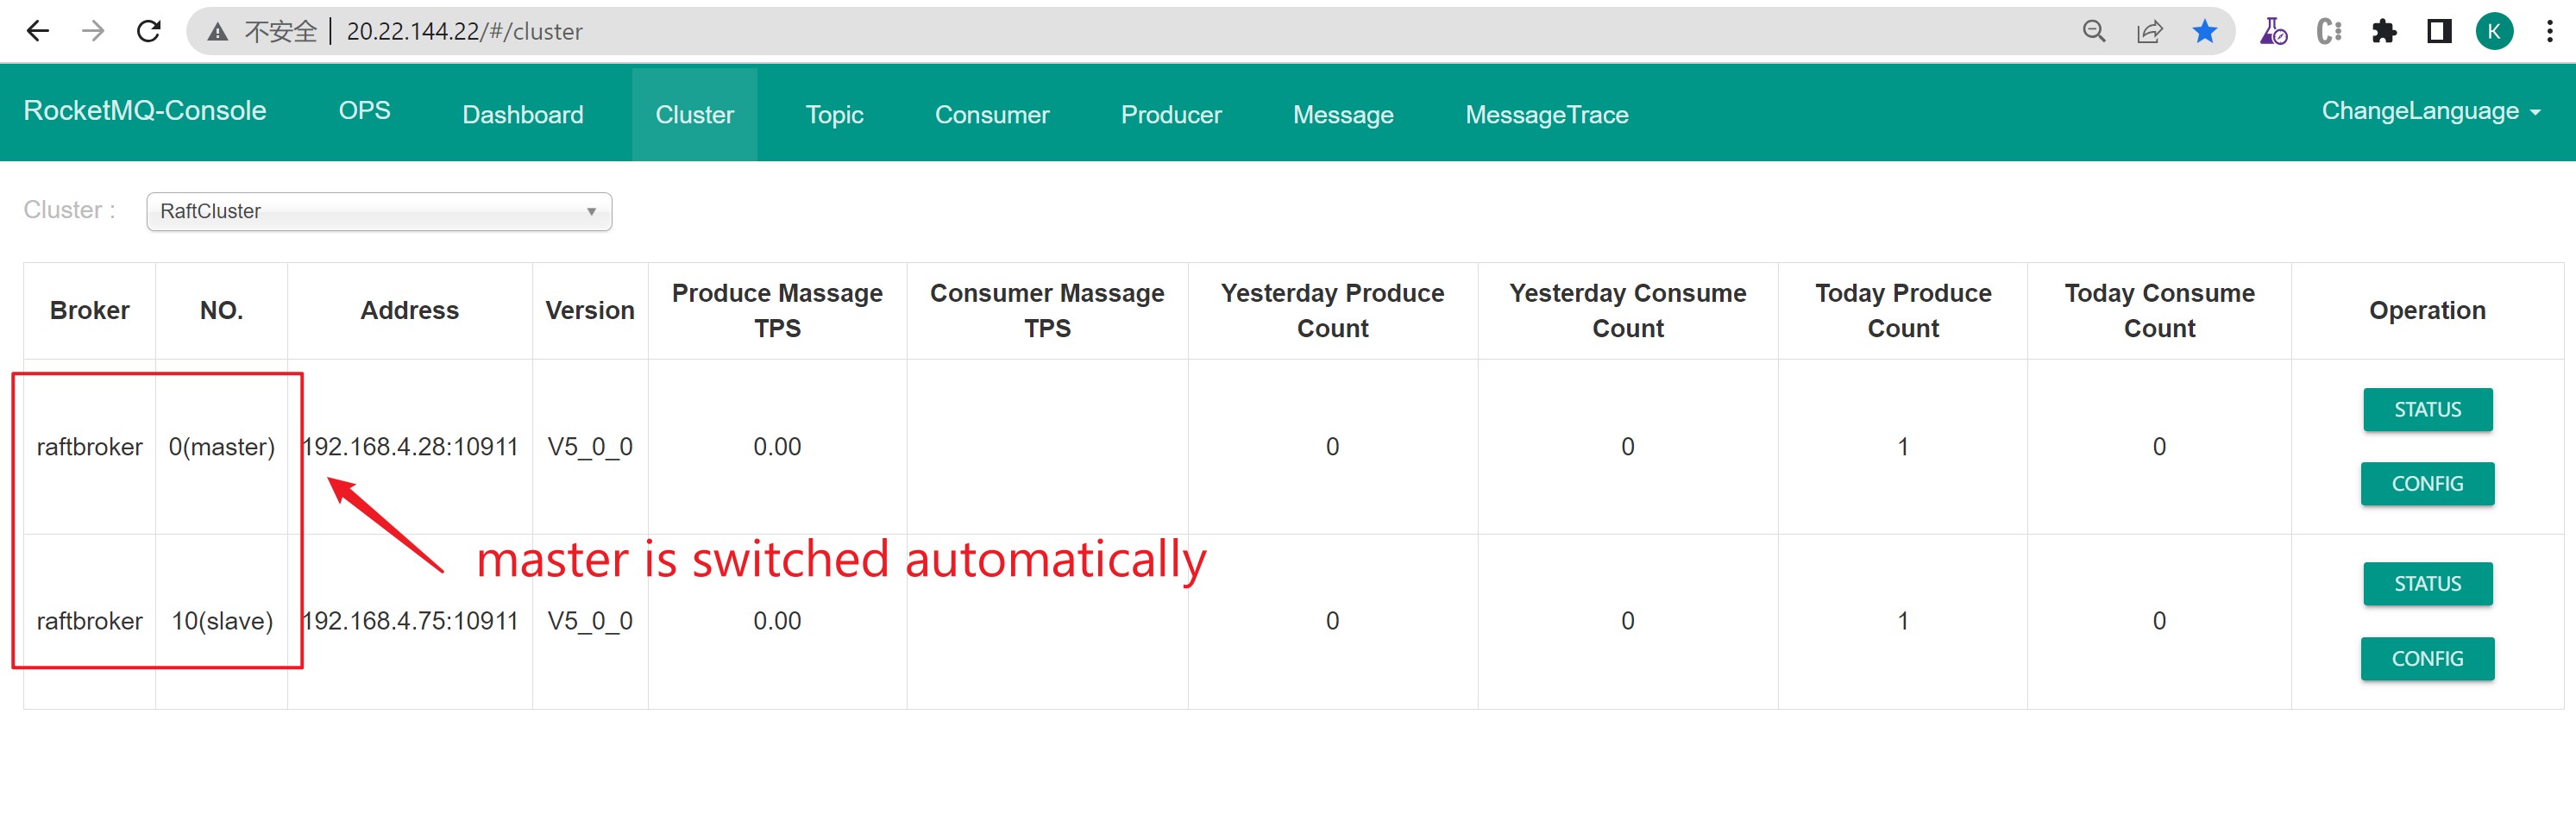 不安全 | 20.22.144.22/#/cluster
K
RocketMQ-Console OPS Dashboard Cluster Topic Consumer Producer Message MessageTrace ChangeLanguage
Cluster : RaftCluster
Broker NO. Address Version Produce Massage TPS Consumer Massage TPS Yesterday Produce Count Yesterday Consume Count Today Produce Count Today Consume Count Operation
raftbroker 0(master) 192.168.4.28:10911 V5_0_0 0.00 0 0 1 0 STATUS
CONFIG
master is switched automatically
raftbroker 10(slave) 192.168.4.75:10911 V5_0_0 0.00 0 0 1 0 STATUS
CONFIG